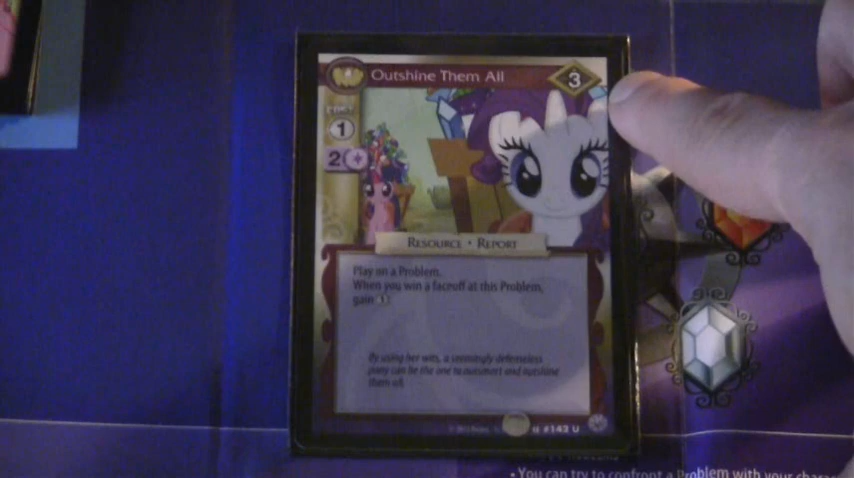 Outshine Them All
3
COST
1
2
RESOURCE • REPORT
Play on a Problem.
When you win a faceoff at this Problem,
gain 1
By using her wits, a seemingly defenseless
pony can be the one to outsmart and outshine
them all.
#142 U
• You can try to confront a Problem with your